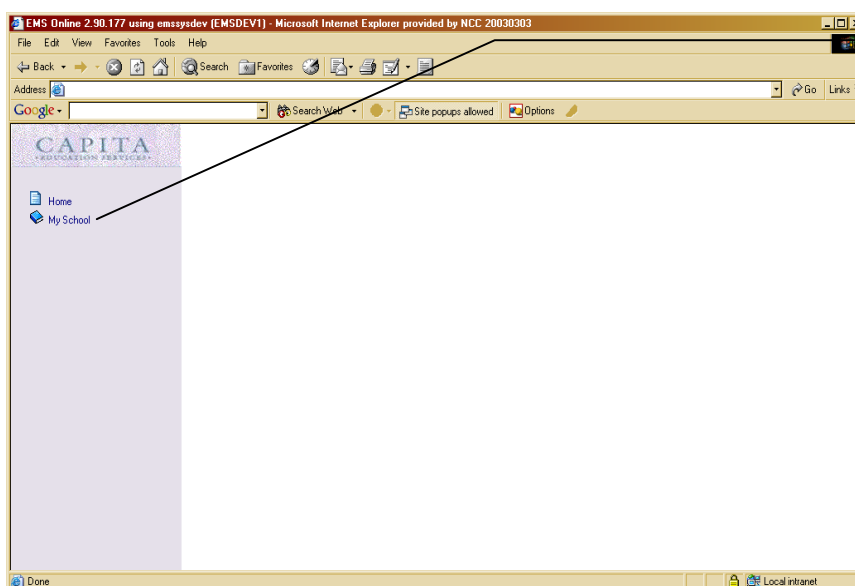 EMS Online 2.90.177 using emssysdev (EMSDEV1) - Microsoft Internet Explorer provided by NCC 20030303
File Edit View Favorites Tools Help
Back Search Favorites
Address Go Links
Google Search Web Site popups allowed Options
CAPITA
EDUCATION SERVICES
Home
My School
Done Local intranet